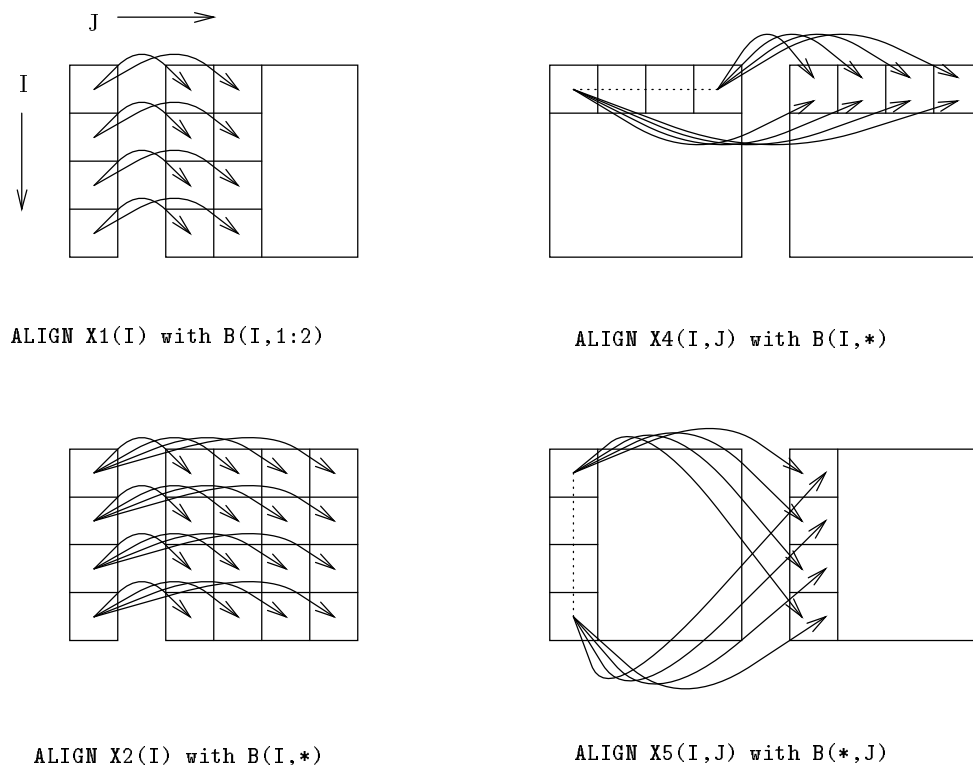 J
I
ALIGN X1(I) with B(I,1:2)
ALIGN X4(I,J) with B(I,*)
ALIGN X2(I) with B(I,*)
ALIGN X5(I,J) with B(*,J)